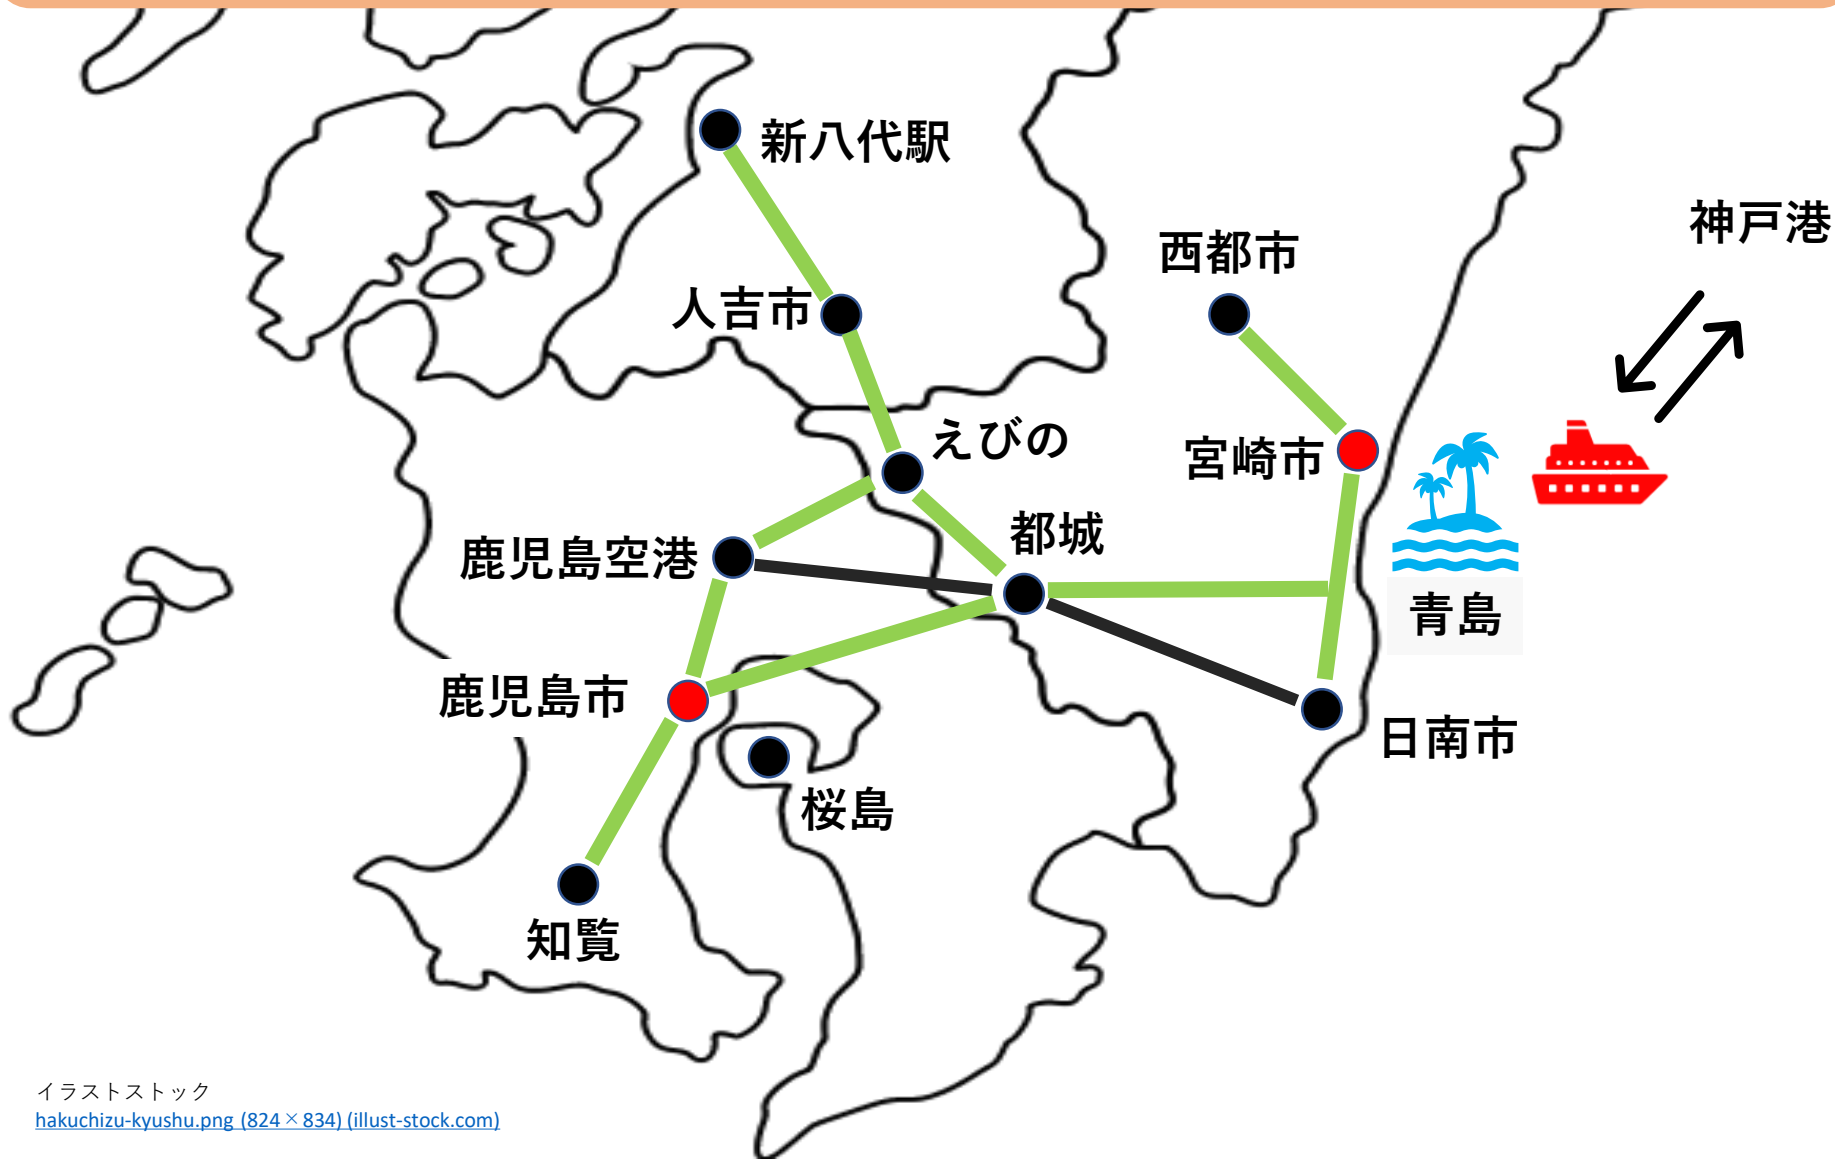 新八代駅
神戸港
西都市
人吉市
えびの
宮崎市
都城
鹿児島空港
青島
鹿児島市
日南市
桜島
知覧
イラストストック
hakuchizu-kyushu.png (824×834) (illust-stock.com)